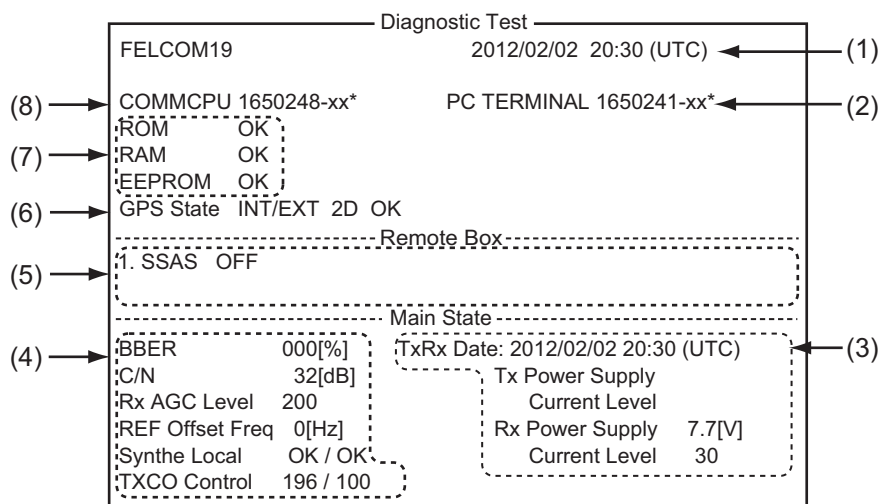 Diagnostic Test
FELCOM19 2012/02/02 20:30 (UTC) (1)
(8) COMMCPU 1650248-xx* PC TERMINAL 1650241-xx* (2)
ROM OK
(7) RAM OK
EEPROM OK
(6) GPS State INT/EXT 2D OK
Remote Box
(5) 1. SSAS OFF
Main State
(4) BBER 000[%] TxRx Date: 2012/02/02 20:30 (UTC) (3)
C/N 32[dB] Tx Power Supply
Rx AGC Level 200 Current Level
REF Offset Freq 0[Hz] Rx Power Supply 7.7[V]
Synthe Local OK / OK Current Level 30
TXCO Control 196 / 100